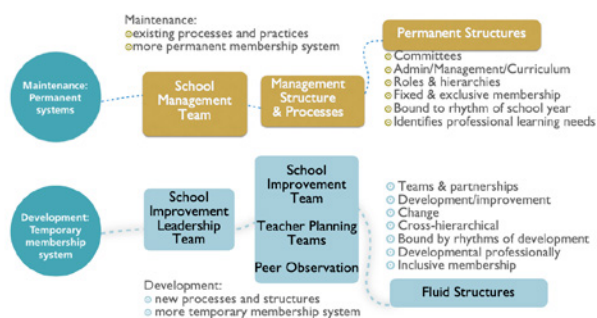 Maintenance:
existing processes and practices
more permanent membership system
Permanent Structures
Committees
Admin/Management/Curriculum
Roles & hierarchies
Fixed & exclusive membership
Bound to rhythm of school year
Identifies professional learning needs
Maintenance:
Permanent
systems
School
Management
Team
Management
Structure
& Processes
Development:
Temporary
membership
system
School
Improvement
Leadership
Team
School
Improvement
Team
Teacher Planning
Teams
Peer Observation
Teams & partnerships
Development/improvement
Change
Cross-hierarchical
Bound by rhythms of development
Developmental professionally
Inclusive membership
Fluid Structures
Development:
new processes and structures
more temporary membership system